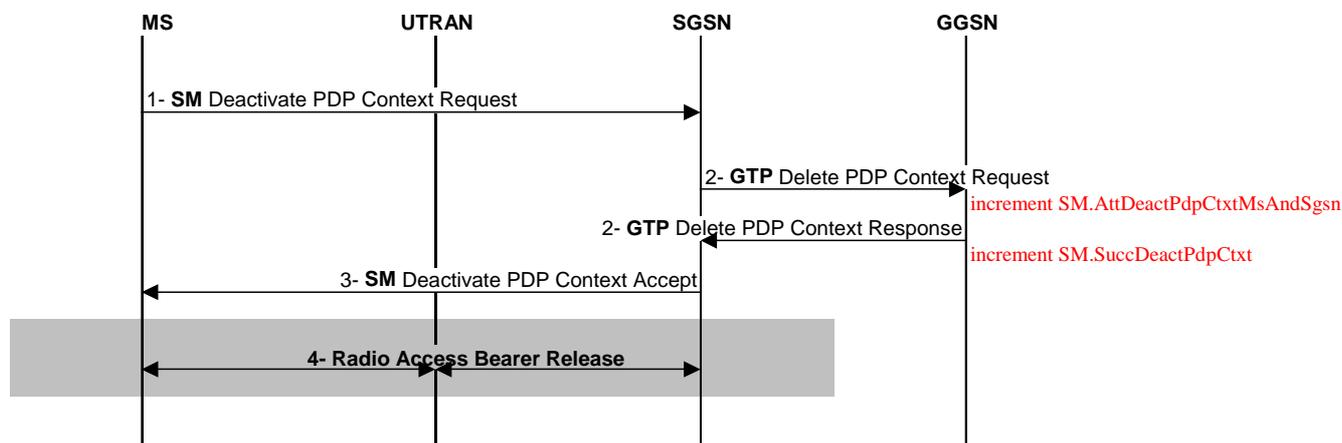 MS UTRAN SGSN GGSN
1- SM Deactivate PDP Context Request
2- GTP Delete PDP Context Request
increment SM.AttDeactPdpCtxtMsAndSgsn
2- GTP Delete PDP Context Response
increment SM.SuccDeactPdpCtxt
3- SM Deactivate PDP Context Accept
4- Radio Access Bearer Release